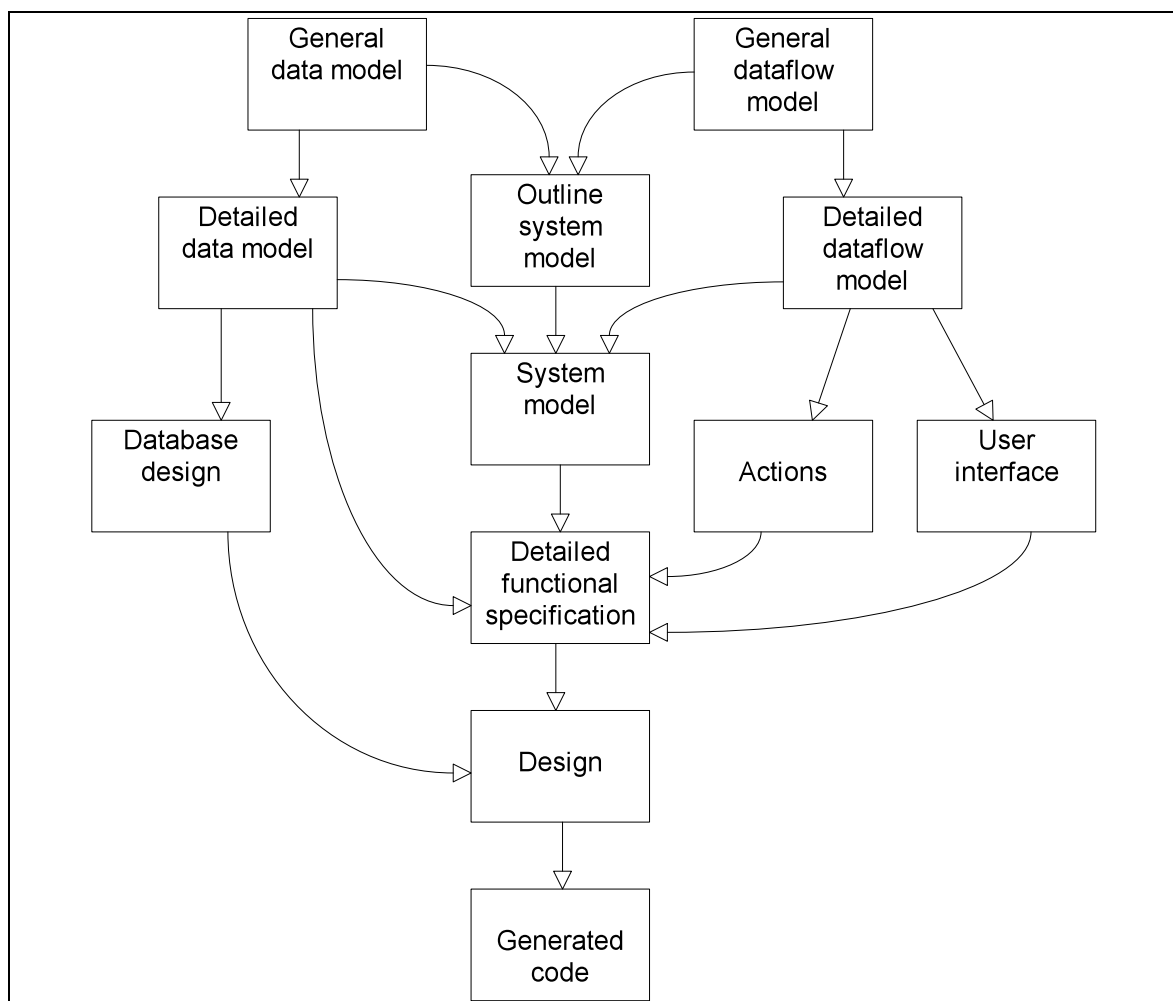 General
data model
General
dataflow
model
Outline
system
model
Detailed
data model
Detailed
dataflow
model
System
model
Database
design
Actions
User
interface
Detailed
functional
specification
Design
Generated
code